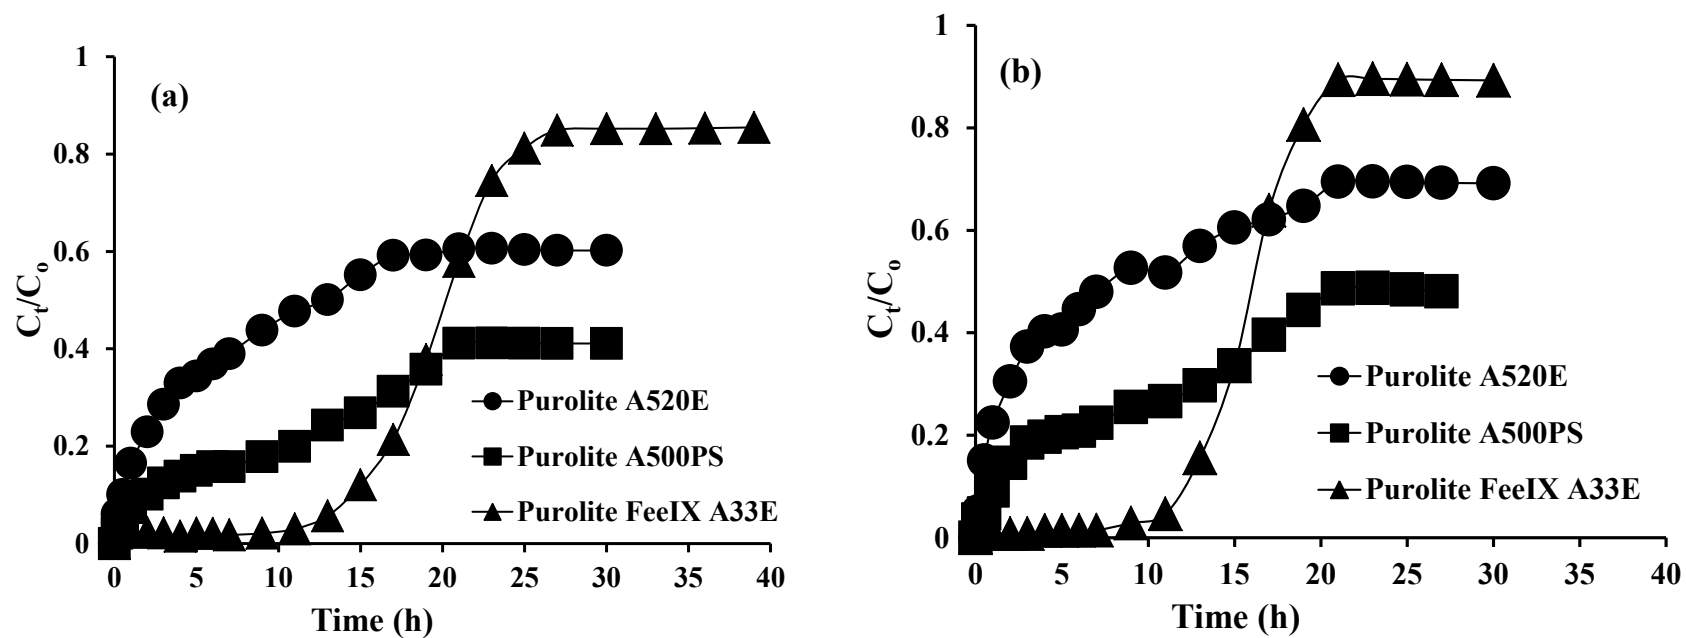 (a)
1
0.8
0.6
0.4
0.2
0
Ct/Co
0 5 10 15 20 25 30 35 40
Time (h)
Purolite A520E
Purolite A500PS
Purolite FeeIX A33E
(b)
1
0.8
0.6
0.4
0.2
0
Ct/Co
0 5 10 15 20 25 30 35 40
Time (h)
Purolite A520E
Purolite A500PS
Purolite FeeIX A33E